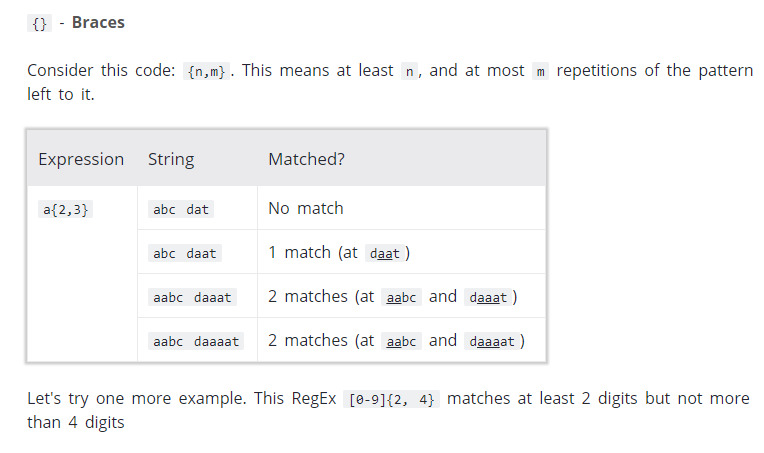 {} - Braces
Consider this code: {n,m} . This means at least n , and at most m repetitions of the pattern
left to it.
Expression String Matched?
a{2,3} abc dat No match
abc daat 1 match (at daat )
aabc daaat 2 matches (at aabc and daaat )
aabc daaaat 2 matches (at aabc and daaaat )
Let's try one more example. This RegEx [0-9]{2, 4} matches at least 2 digits but not more
than 4 digits